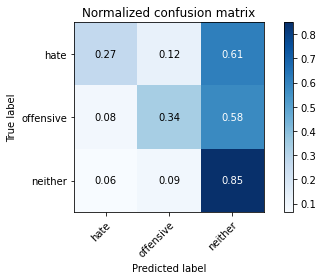 Normalized confusion matrix
True label
hate
0.27 0.12 0.61
offensive
0.08 0.34 0.58
neither
0.06 0.09 0.85
hate
offensive
neither
Predicted label
0.8
0.7
0.6
0.5
0.4
0.3
0.2
0.1